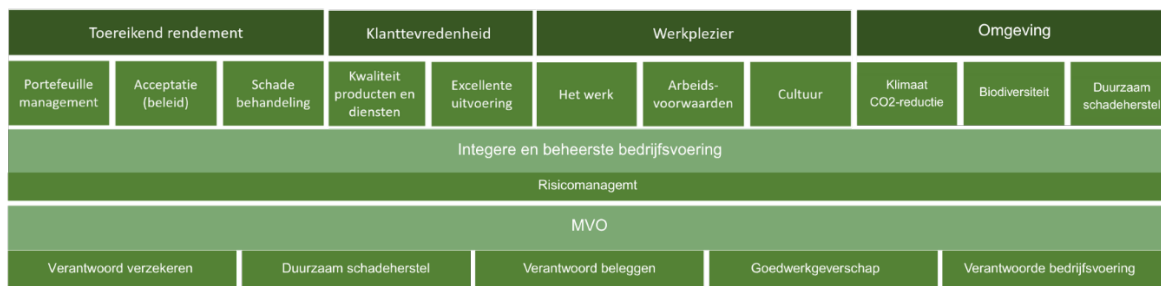 Toereikend rendement
Klanttevredenheid
Werkplezier
Omgeving
Portefeuille
management
Acceptatie
(beleid)
Schade
behandeling
Kwaliteit
producten en
diensten
Excellente
uitvoering
Het werk
Arbeids-
voorwaarden
Cultuur
Klimaat
CO2-reductie
Biodiversiteit
Duurzaam
schadeherstel
Integere en beheerste bedrijfsvoering
Risicomanagemt
MVO
Verantwoord verzekeren
Duurzaam schadeherstel
Verantwoord beleggen
Goedwerkgeverschap
Verantwoorde bedrijfsvoering